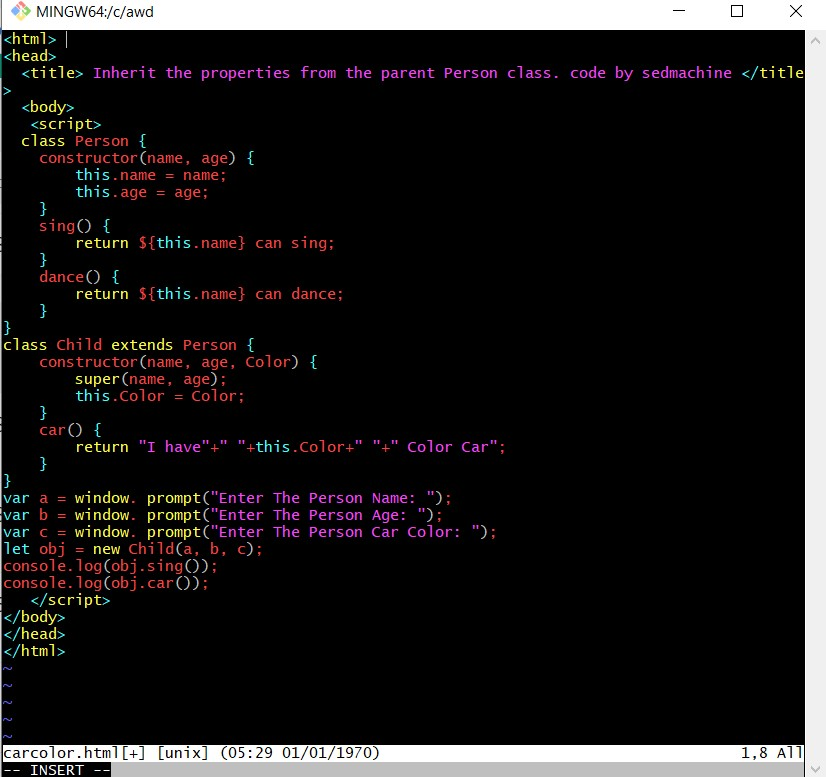 MINGW64:/c/awd
<html>
<head>
  <title> Inherit the properties from the parent Person class. code by sedmachine </title
>
  <body>
   <script>
  class Person {
    constructor(name, age) {
        this.name = name;
        this.age = age;
    }
    sing() {
        return ${this.name} can sing;
    }
    dance() {
        return ${this.name} can dance;
    }
}
class Child extends Person {
    constructor(name, age, Color) {
        super(name, age);
        this.Color = Color;
    }
    car() {
        return "I have"+" "+this.Color+" "+" Color Car";
    }
}
var a = window. prompt("Enter The Person Name: ");
var b = window. prompt("Enter The Person Age: ");
var c = window. prompt("Enter The Person Car Color: ");
let obj = new Child(a, b, c);
console.log(obj.sing());
console.log(obj.car());
   </script>
</body>
</head>
</html>
~
~
~
~
~
carcolor.html[+] [unix] (05:29 01/01/1970) 1,8 All
-- INSERT --